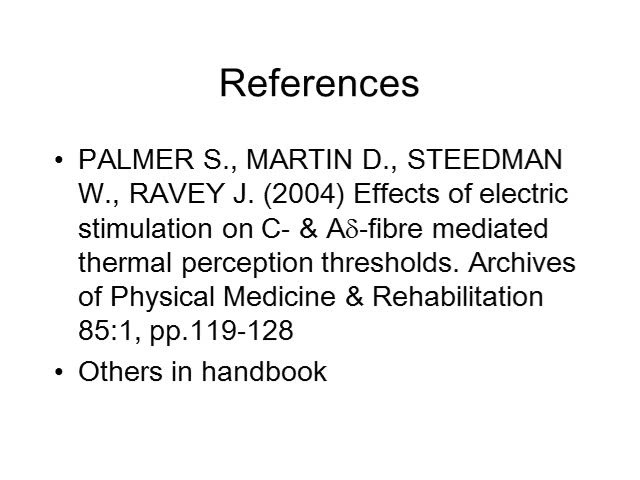 References
• PALMER S., MARTIN D., STEEDMAN
W., RAVEY J. (2004) Effects of electric
stimulation on C- & Aδ-fibre mediated
thermal perception thresholds. Archives
of Physical Medicine & Rehabilitation
85:1, pp.119-128
• Others in handbook